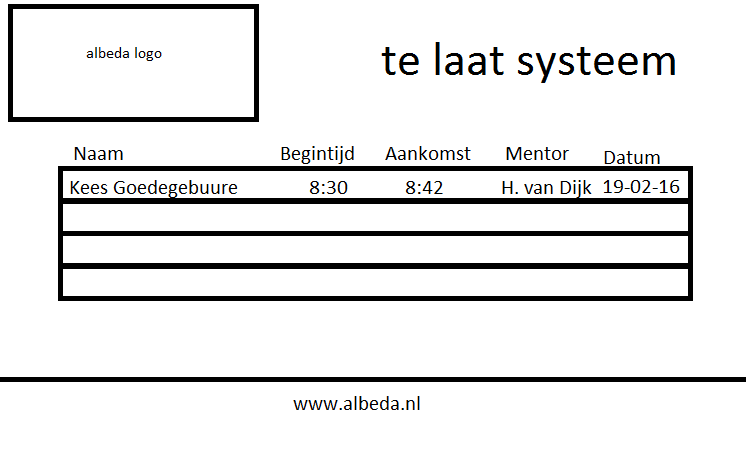 albeda logo
te laat systeem
Naam Begintijd Aankomst Mentor Datum
Kees Goedegebuure 8:30 8:42 H. van Dijk 19-02-16
www.albeda.nl